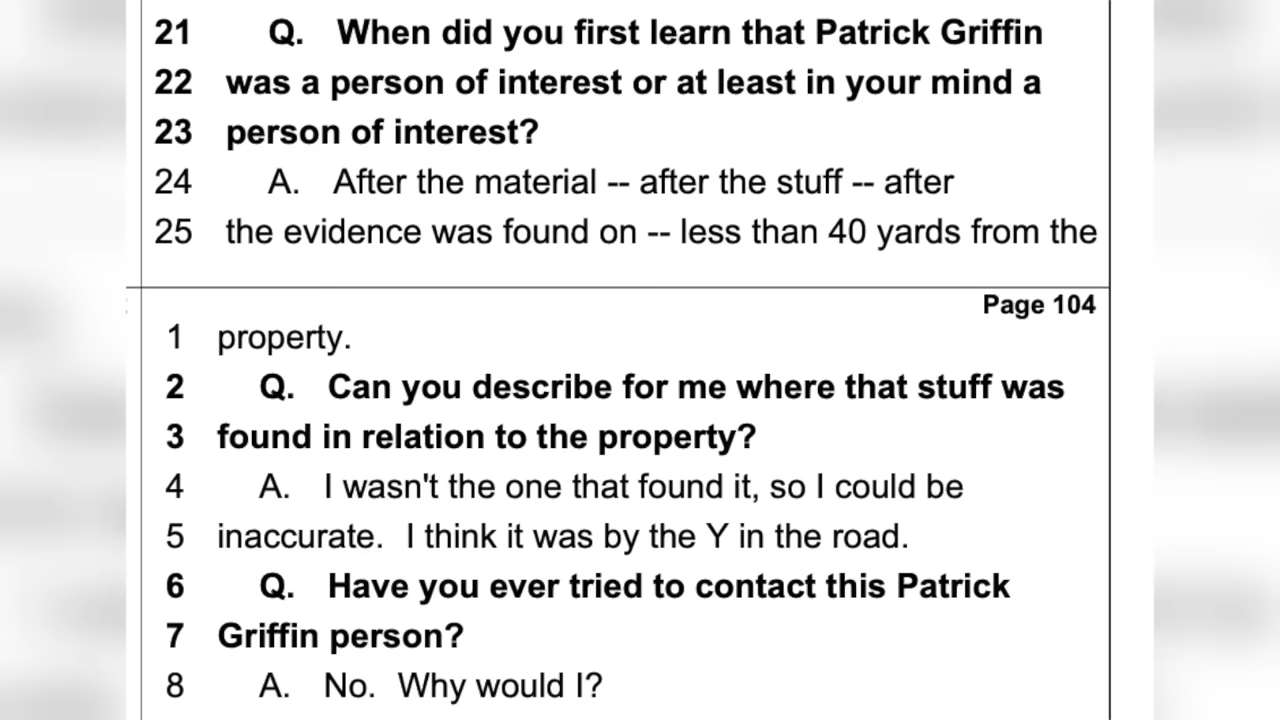 21 Q. When did you first learn that Patrick Griffin
22 was a person of interest or at least in your mind a
23 person of interest?
24 A. After the material -- after the stuff -- after
25 the evidence was found on -- less than 40 yards from the
Page 104
1 property.
2 Q. Can you describe for me where that stuff was
3 found in relation to the property?
4 A. I wasn't the one that found it, so I could be
5 inaccurate. I think it was by the Y in the road.
6 Q. Have you ever tried to contact this Patrick
7 Griffin person?
8 A. No. Why would I?